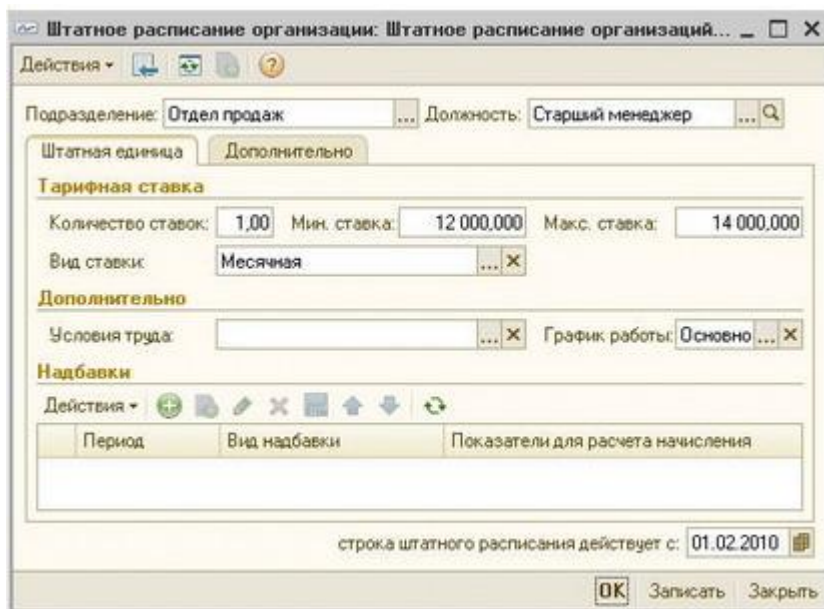 Штатное расписание организации: Штатное расписание организаций...
Действия
Подразделение: Отдел продаж ... Должность: Старший менеджер ...
Штатная единица Дополнительно
Тарифная ставка
Количество ставок: 1,00 Мин. ставка: 12 000,000 Макс. ставка: 14 000,000
Вид ставки: Месячная ...
Дополнительно
Условия труда: ... График работы: Основно ...
Надбавки
Действия
Период Вид надбавки Показатели для расчета начисления
строка штатного расписания действует с: 01.02.2010
OK Записать Закрыть